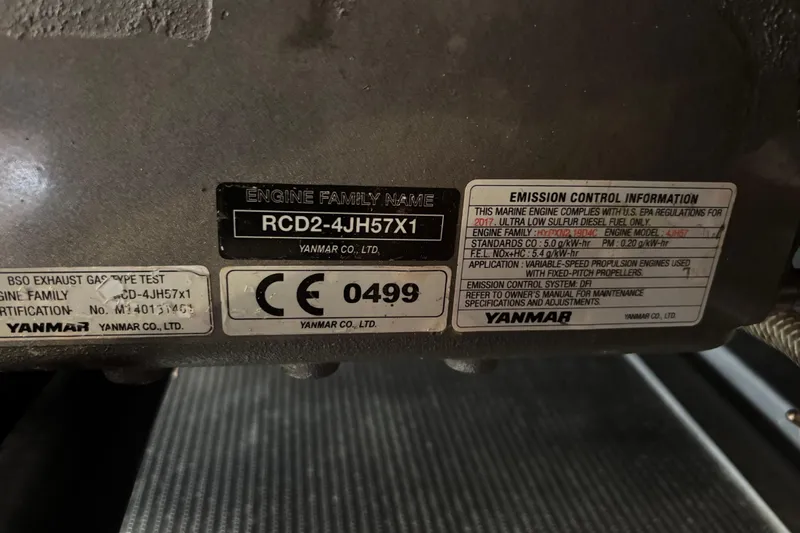 ENGINE FAMILY NAME
RCD2-4JH57X1
YANMAR CO., LTD.
BSO EXHAUST GAS TYPE TEST
GINE FAMILY CD-4JH57x1
RTIFICATION No.
YANMAR YANMAR CO., LTD.
CE 0499
YANMAR CO., LTD.
EMISSION CONTROL INFORMATION
THIS MARINE ENGINE COMPLIES WITH U.S. EPA REGULATIONS FOR
2017. ULTRA LOW SULFUR DIESEL FUEL ONLY.
ENGINE FAMILY : ENGINE MODEL : 4JH57
STANDARDS CO : 5.0 g/kW-hr PM : 0.20 g/kW-hr
F.E.L. NOx+HC : 5.4 g/kW-hr
APPLICATION : VARIABLE-SPEED PROPULSION ENGINES USED
WITH FIXED-PITCH PROPELLERS.
EMISSION CONTROL SYSTEM: DFI
REFER TO OWNER'S MANUAL FOR MAINTENANCE
SPECIFICATIONS AND ADJUSTMENTS.
YANMAR YANMAR CO., LTD.